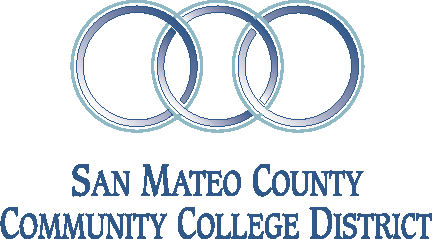 SAN MATEO COUNTY
COMMUNITY COLLEGE DISTRICT